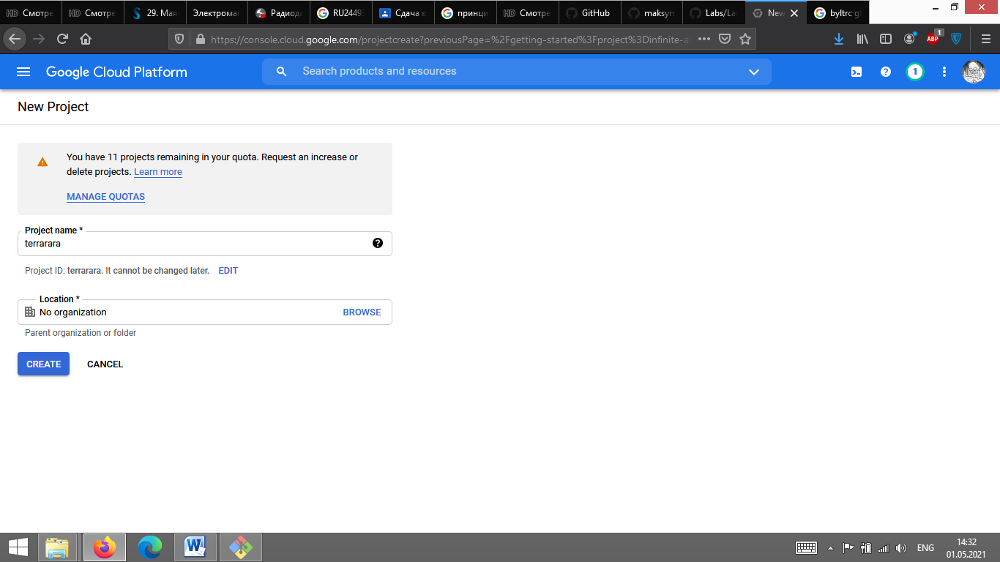 Смотре
Смотре
29. Мая
Электромаг
Радиода
RU24493
Сдача к
принци
Смотре
GitHub
maksym
Labs/La
New
byltrc g
https://console.cloud.google.com/projectcreate?previousPage=%2Fgetting-started%3Fproject%3Dinfinite-al
ABP
1
Google Cloud Platform
Search products and resources
1
New Project
You have 11 projects remaining in your quota. Request an increase or
delete projects. Learn more
MANAGE QUOTAS
Project name *
terrarara
Project ID: terrarara. It cannot be changed later. EDIT
Location *
No organization
BROWSE
Parent organization or folder
CREATE
CANCEL
ENG
14:32
01.05.2021